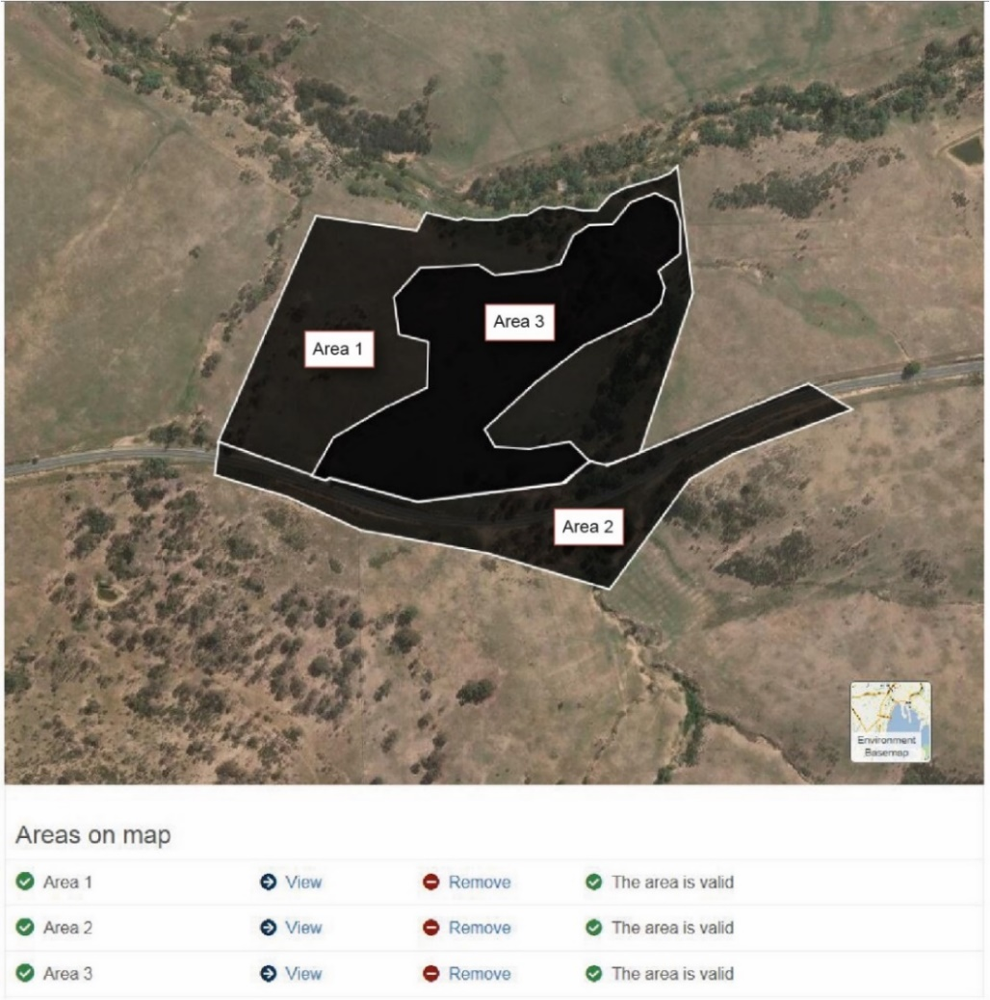 Area 3
Area 1
Area 2
Environment
Basemap
Areas on map
Area 1 View Remove The area is valid
Area 2 View Remove The area is valid
Area 3 View Remove The area is valid